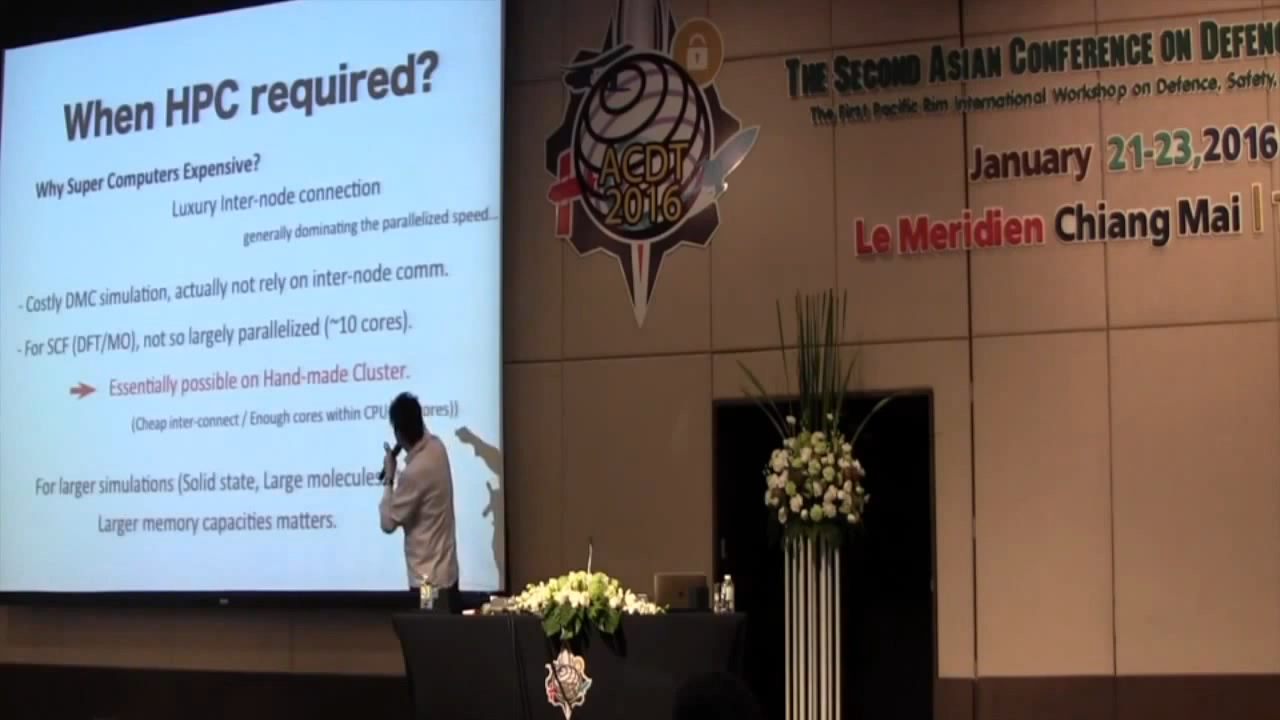 When HPC required?
Why Super Computers Expensive?
Luxury Inter-node connection
generally dominating the parallelized speed...
- Costly DMC simulation, actually not rely on inter-node comm.
- For SCF (DFT/MO), not so largely parallelized (~10 cores).
Essentially possible on Hand-made Cluster.
(Cheap inter-connect / Enough cores within CPU ores))
For larger simulations (Solid state, Large molecules
Larger memory capacities matters.
ACDT
2016
The Second Asian Conference on Defen
The First Pacific Rim International Workshop on Defence, Safety,
January 21-23,2016
Le Meridien Chiang Mai |